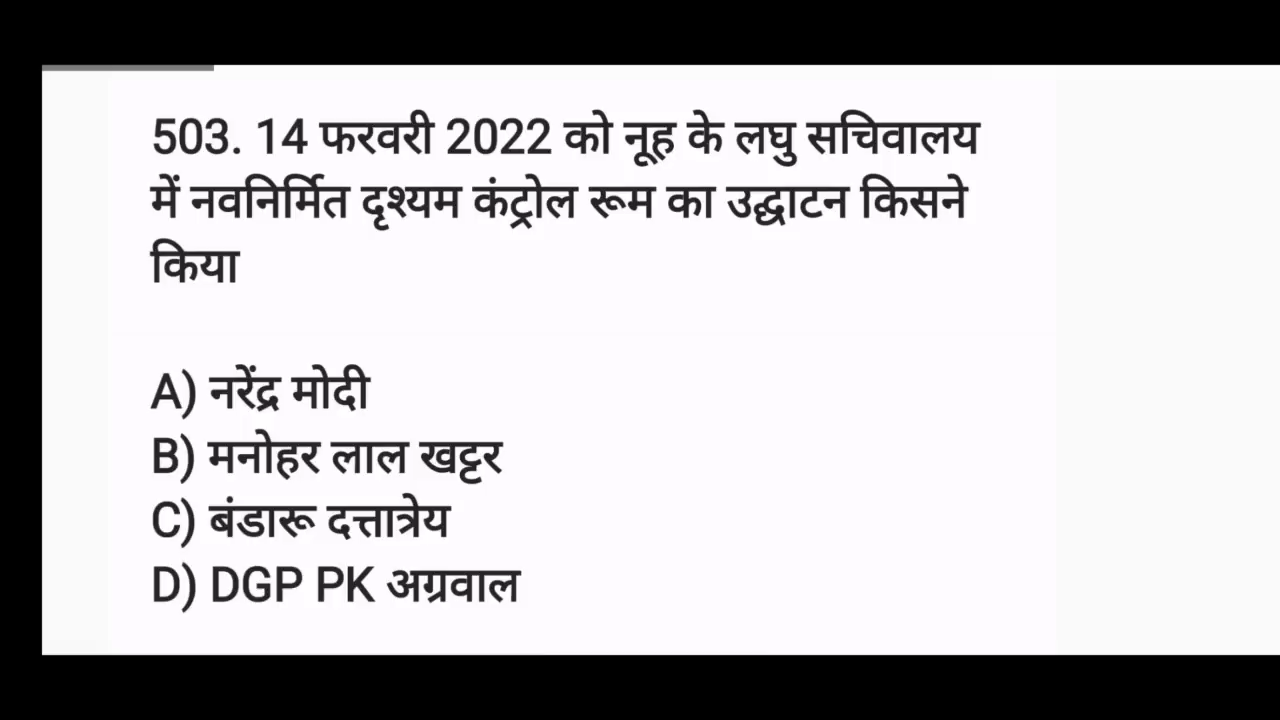 503. 14 फरवरी 2022 को नूह के लघु सचिवालय
में नवनिर्मित दृश्यम कंट्रोल रूम का उद्घाटन किसने
किया
A) नरेंद्र मोदी
B) मनोहर लाल खट्टर
C) बंडारू दत्तात्रेय
D) DGP PK अग्रवाल